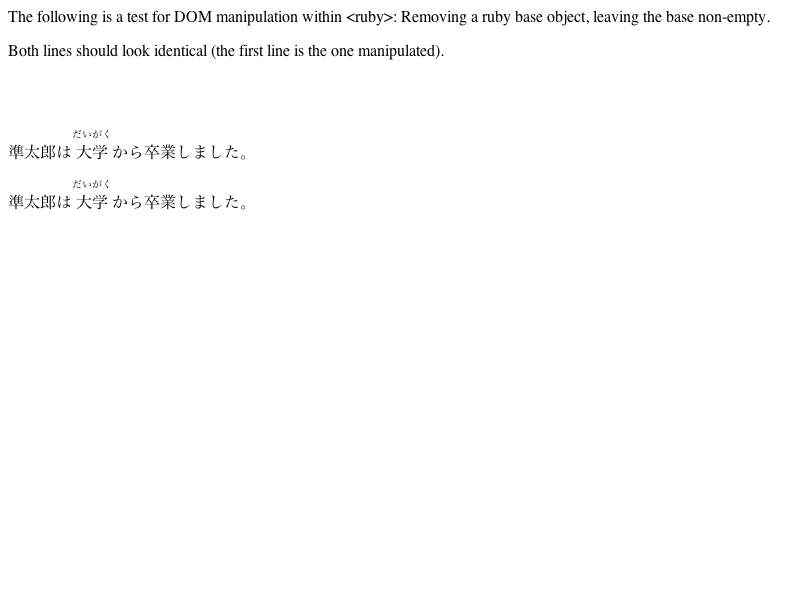 The following is a test for DOM manipulation within <ruby>: Removing a ruby base object, leaving the base non-empty.
Both lines should look identical (the first line is the one manipulated).
だいがく
準太郎は 大学 から卒業しました。
だいがく
準太郎は 大学 から卒業しました。